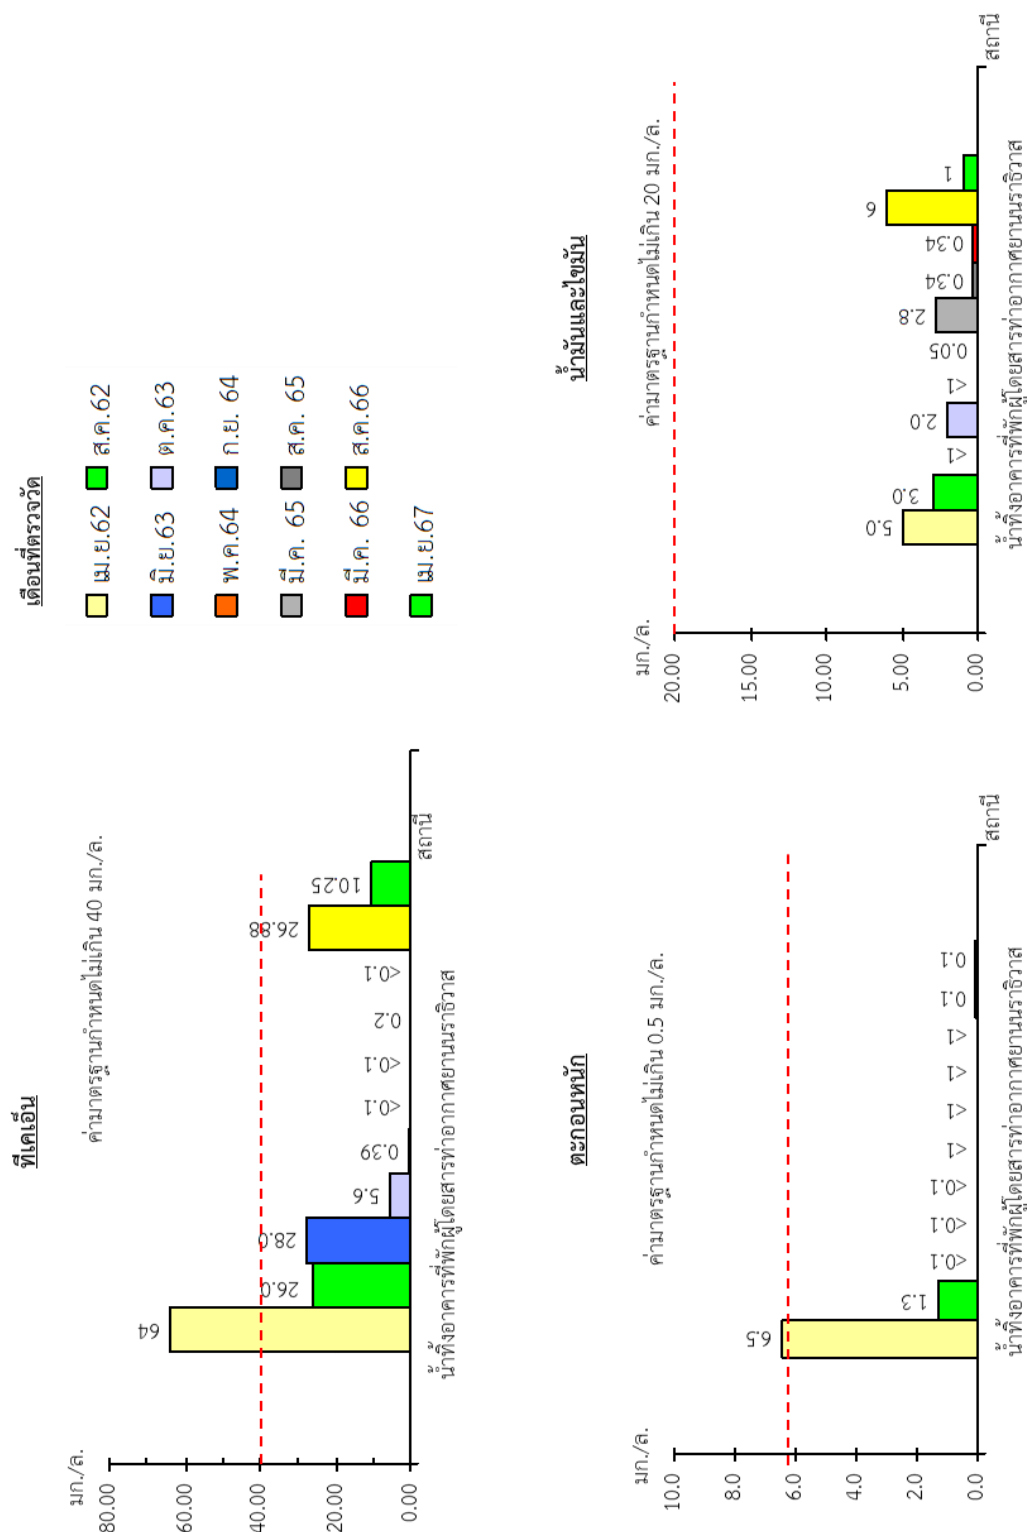 ทีเคเอ็น
มก./ล.
ค่ามาตรฐานกำหนดไม่เกิน 40 มก./ล.
80.00
60.00
40.00
20.00
0.00
64
26.0
28.0
5.6
0.39
<0.1
<0.1
0.2
<0.1
26.88
10.25
สถานี
น้ำทิ้งอาคารที่พักผู้โดยสารท่าอากาศยานนราธิวาส
เดือนที่ตรวจวัด
เม.ย.62 ส.ค.62
มิ.ย.63 ต.ค.63
พ.ค.64 ก.ย. 64
มี.ค. 65 ส.ค. 65
มี.ค. 66 ส.ค.66
เม.ย.67
ตะกอนหนัก
มก./ล.
ค่ามาตรฐานกำหนดไม่เกิน 0.5 มก./ล.
10.0
8.0
6.0
4.0
2.0
0.0
6.5
1.3
<0.1
<0.1
<0.1
<1
<1
<1
<1
0.1
0.1
สถานี
น้ำทิ้งอาคารที่พักผู้โดยสารท่าอากาศยานนราธิวาส
น้ำมันและไขมัน
มก./ล.
ค่ามาตรฐานกำหนดไม่เกิน 20 มก./ล.
20.00
15.00
10.00
5.00
0.00
5.0
3.0
<1
2.0
<1
0.05
2.8
0.34
0.34
6
1
สถานี
น้ำทิ้งอาคารที่พักผู้โดยสารท่าอากาศยานนราธิวาส